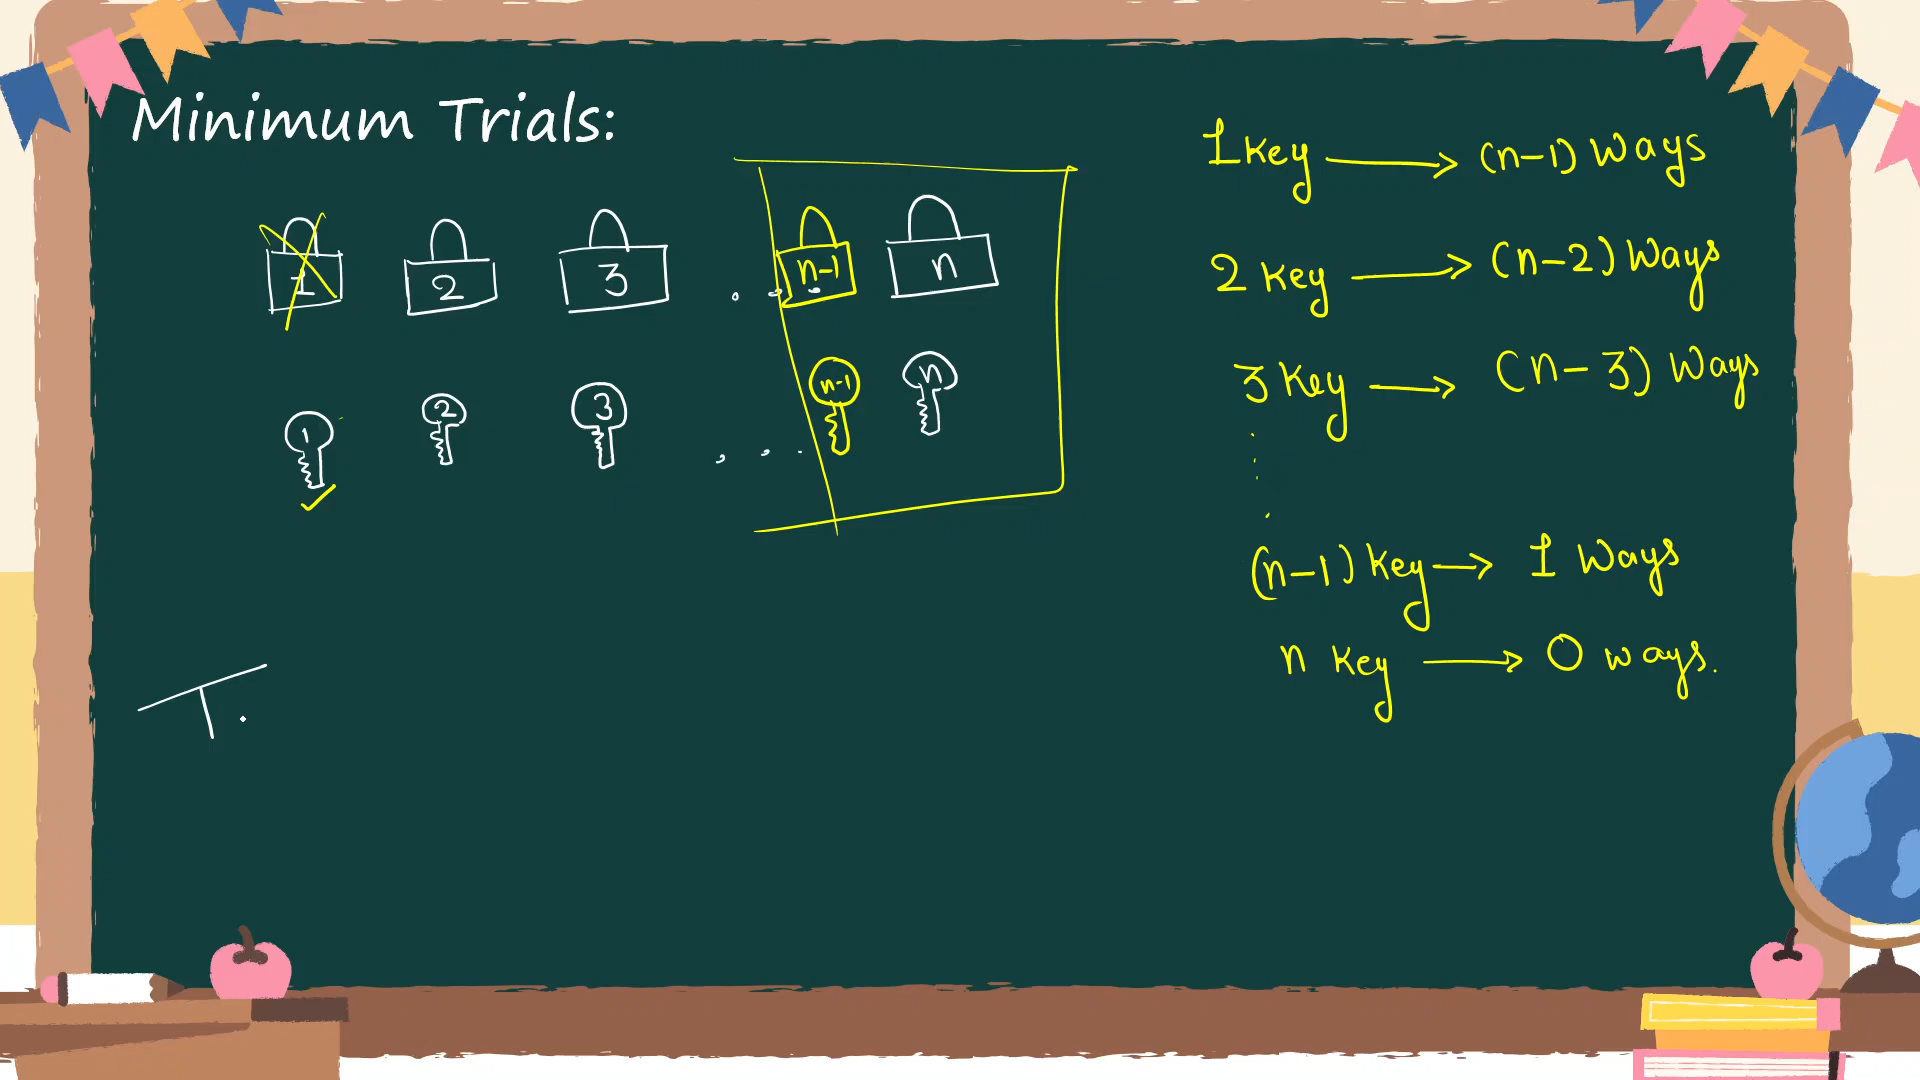 Minimum Trials:
1 2 3 . . . n-1 n
1 2 3 . . . n-1 n
1 Key → (n-1) Ways
2 Key → (n-2) Ways
3 Key → (n-3) Ways
(n-1) Key → 1 Ways
n Key → 0 ways.
T